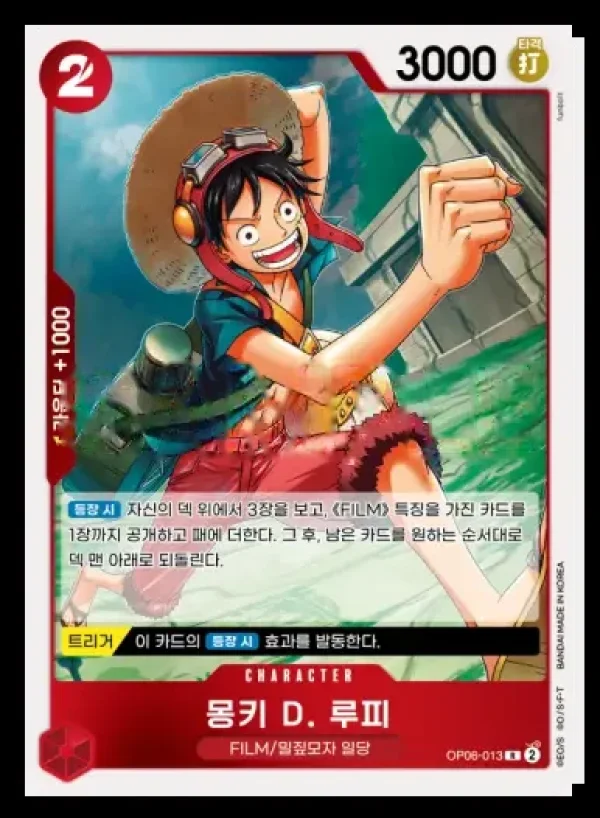 2
3000
타격
打
funbolt
카운터 +1000
등장 시 자신의 덱 위에서 3장을 보고, 《FILM》 특징을 가진 카드를
1장까지 공개하고 패에 더한다. 그 후, 남은 카드를 원하는 순서대로
덱 맨 아래로 되돌린다.
트리거 이 카드의 등장 시 효과를 발동한다.
CHARACTER
몽키 D. 루피
FILM/밀짚모자 일당
OP06-013 R 2
BANDAI MADE IN KOREA
©EO/S ©O/S·F·T